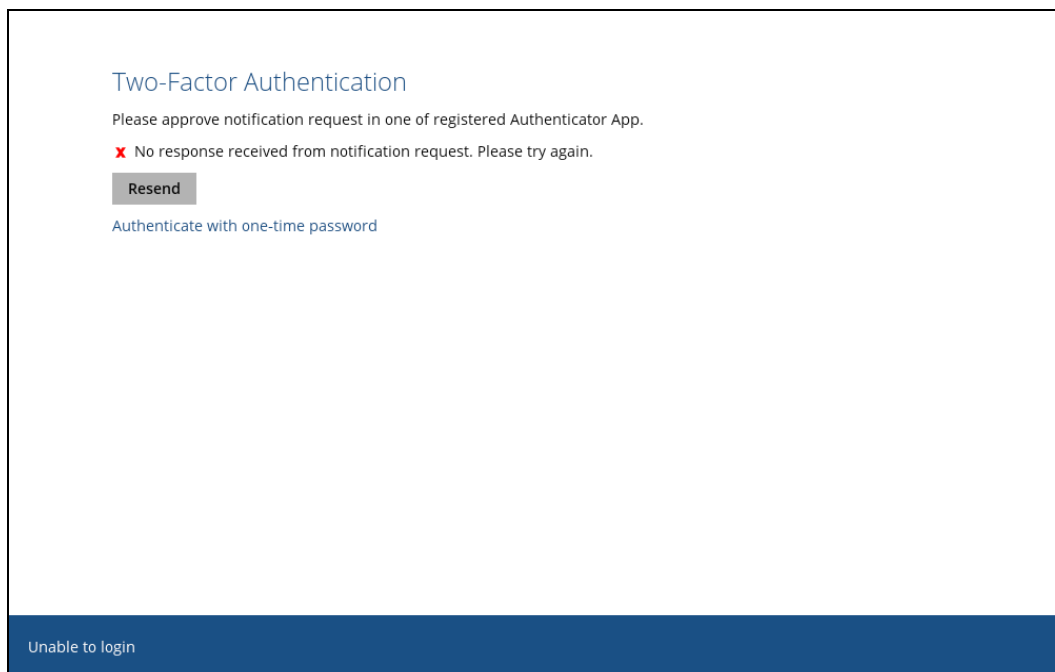 Two-Factor Authentication
Please approve notification request in one of registered Authenticator App.
x No response received from notification request. Please try again.
Resend
Authenticate with one-time password
Unable to login